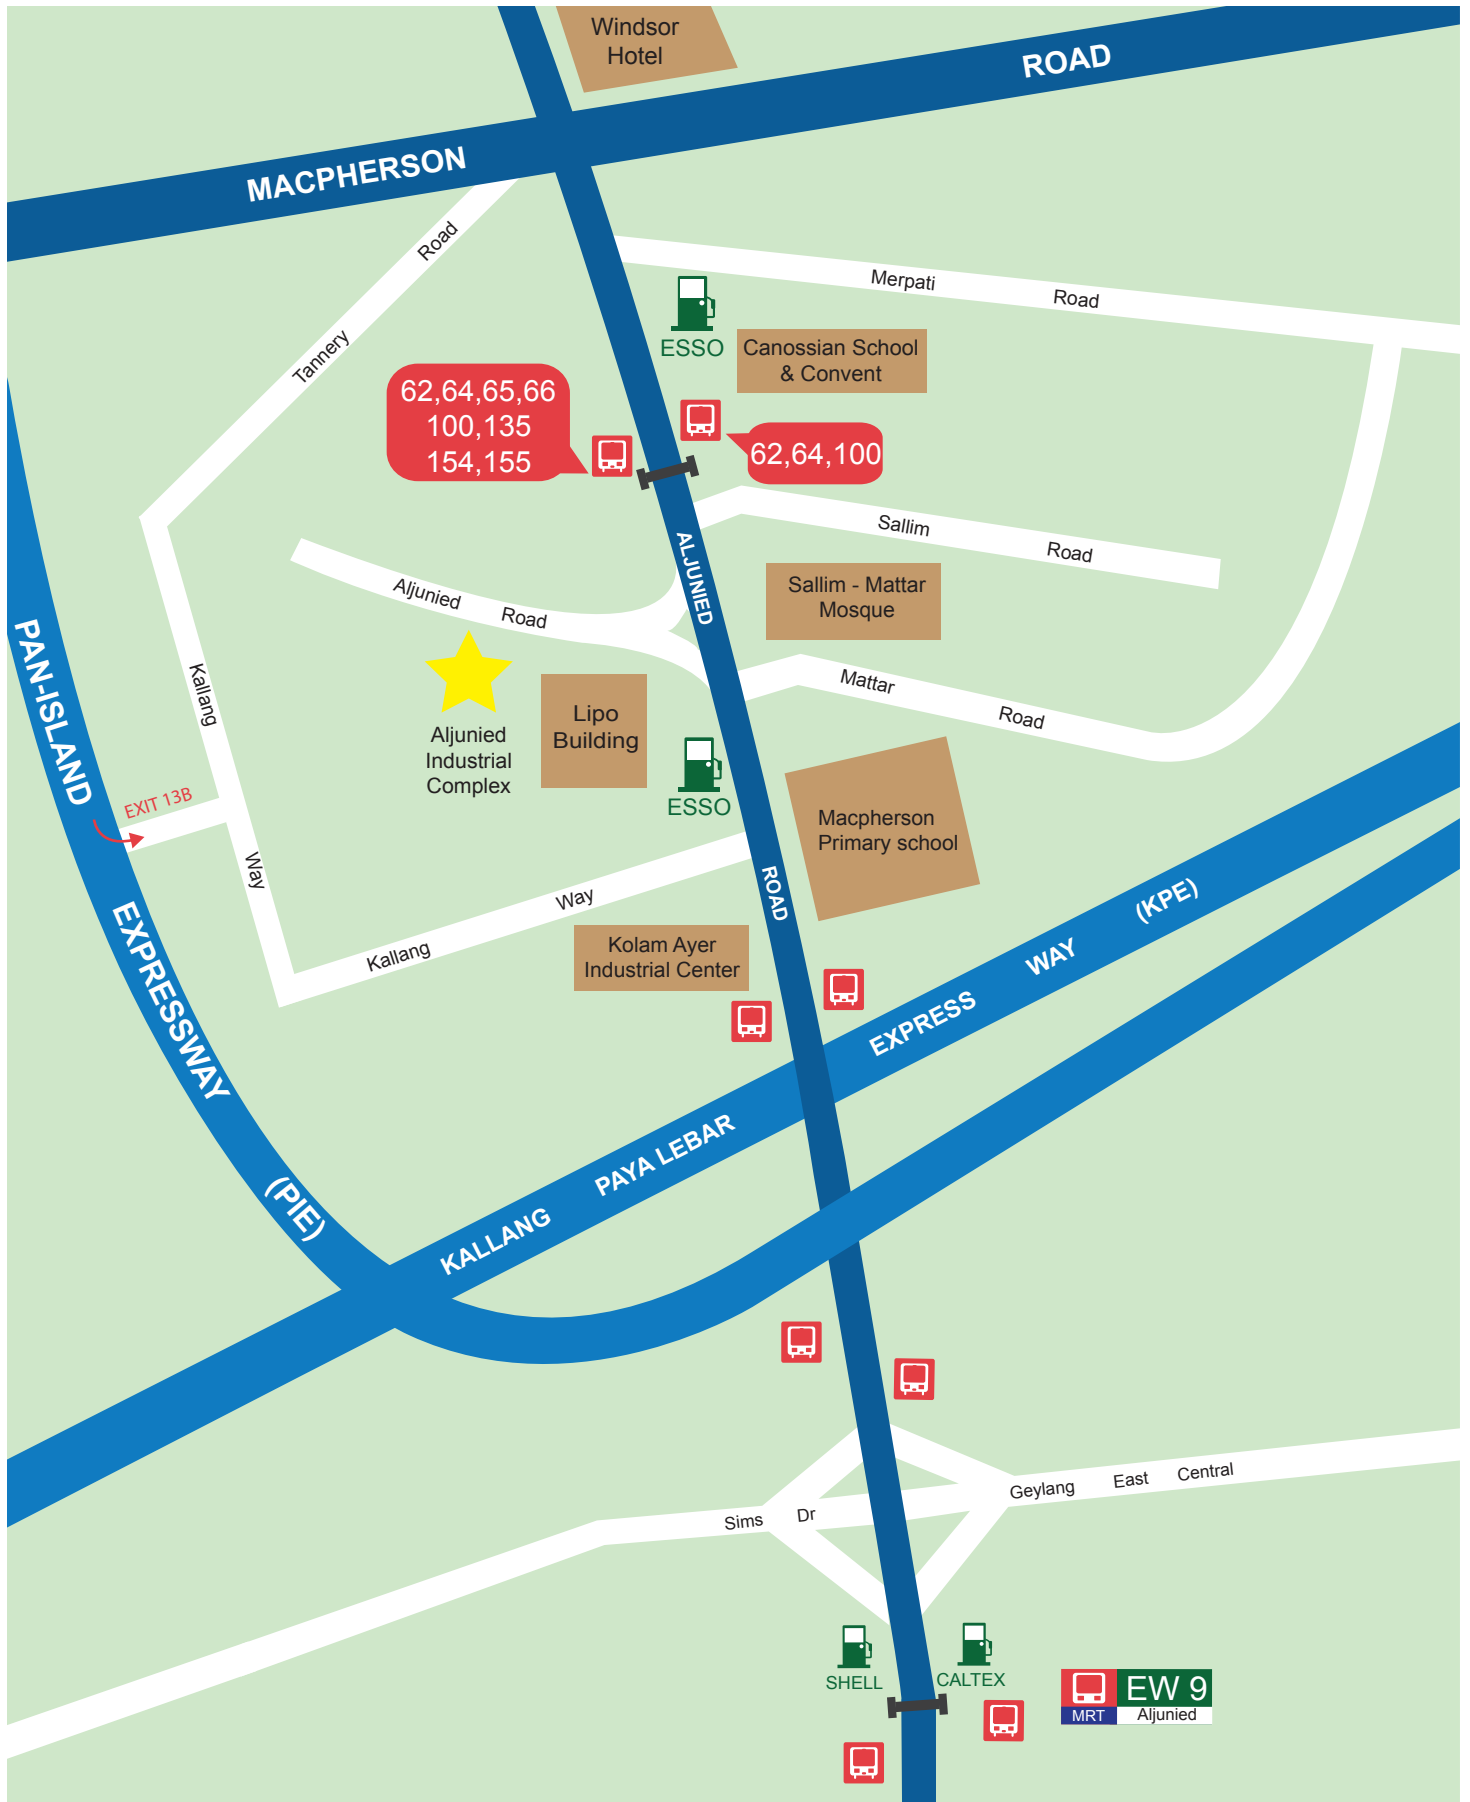 Windsor
Hotel
ROAD
MACPHERSON
Road
Merpati
Road
Tannery
ESSO
Canossian School
& Convent
62,64,65,66
100,135
154,155
62,64,100
Sallim
Road
ALJUNIED
Aljunied
Road
Sallim - Mattar
Mosque
PAN-ISLAND
Kallang
Mattar
Road
Aljunied
Industrial
Complex
Lipo
Building
ESSO
EXIT 13B
Macpherson
Primary school
Way
ROAD
Way
Kallang
EXPRESSWAY
(KPE)
WAY
EXPRESS
Kolam Ayer
Industrial Center
PAYA LEBAR
KALLANG
(PIE)
Geylang
East
Central
Sims
Dr
SHELL
CALTEX
EW 9
MRT
Aljunied